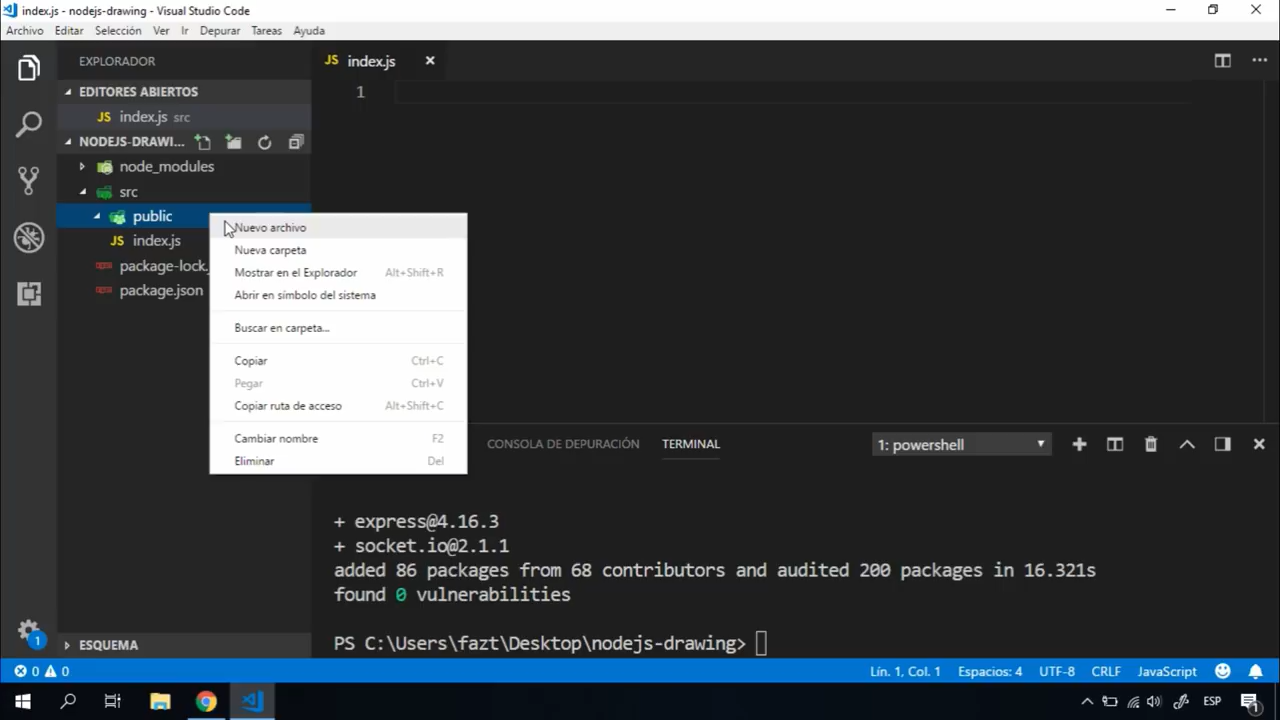 index.js - nodejs-drawing - Visual Studio Code
Archivo Editar Selección Ver Ir Depurar Tareas Ayuda
EXPLORADOR
JS index.js
EDITORES ABIERTOS
1
JS index.js src
NODEJS-DRAWI...
node_modules
src
public
JS index.js
package-lock.
package.json
Nuevo archivo
Nueva carpeta
Mostrar en el Explorador Alt+Shift+R
Abrir en símbolo del sistema
Buscar en carpeta...
Copiar Ctrl+C
Pegar Ctrl+V
Copiar ruta de acceso Alt+Shift+C
Cambiar nombre F2
Eliminar Del
CONSOLA DE DEPURACIÓN TERMINAL 1: powershell
+ express@4.16.3
+ socket.io@2.1.1
added 86 packages from 68 contributors and audited 200 packages in 16.321s
found 0 vulnerabilities
PS C:\Users\fazt\Desktop\nodejs-drawing>
1
ESQUEMA
0 0 Lín. 1, Col. 1 Espacios: 4 UTF-8 CRLF JavaScript
ESP 1